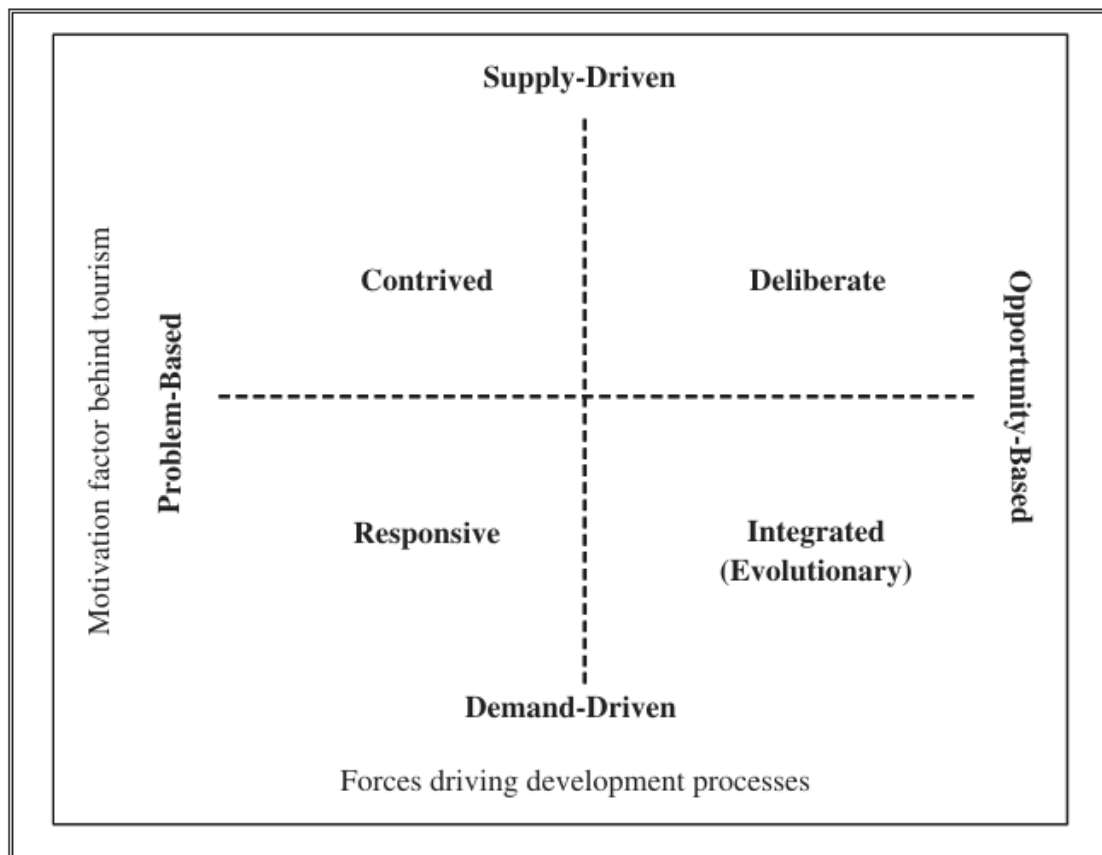 Supply-Driven
Motivation factor behind tourism
Problem-Based
Contrived
Deliberate
Opportunity-Based
Responsive
Integrated
(Evolutionary)
Demand-Driven
Forces driving development processes